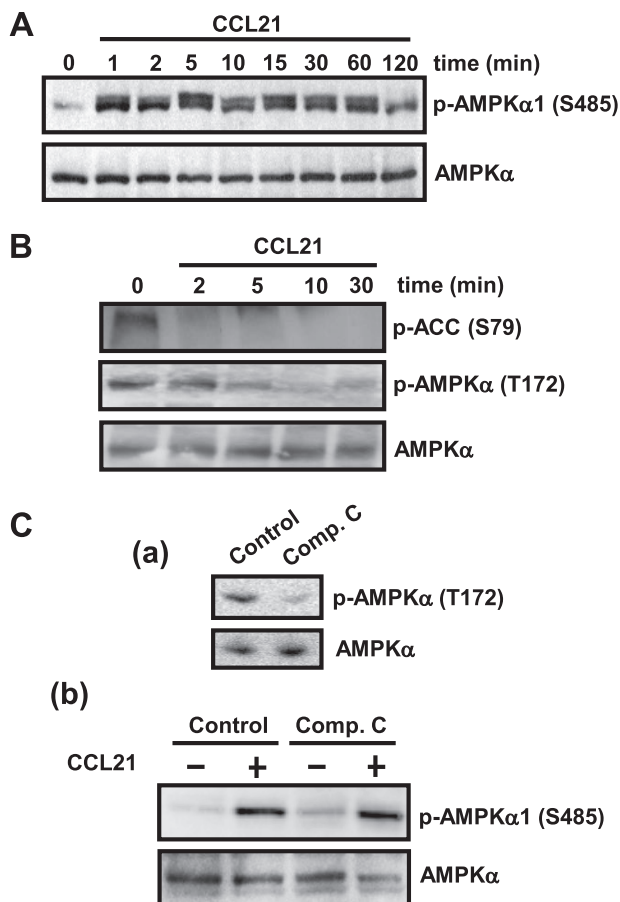 A
CCL21
0 1 2 5 10 15 30 60 120 time (min)
p-AMPKα1 (S485)
AMPKα
B
CCL21
0 2 5 10 30 time (min)
p-ACC (S79)
p-AMPKα (T172)
AMPKα
C
(a)
Control Comp. C
p-AMPKα (T172)
AMPKα
(b)
Control Comp. C
CCL21 − + − +
p-AMPKα1 (S485)
AMPKα